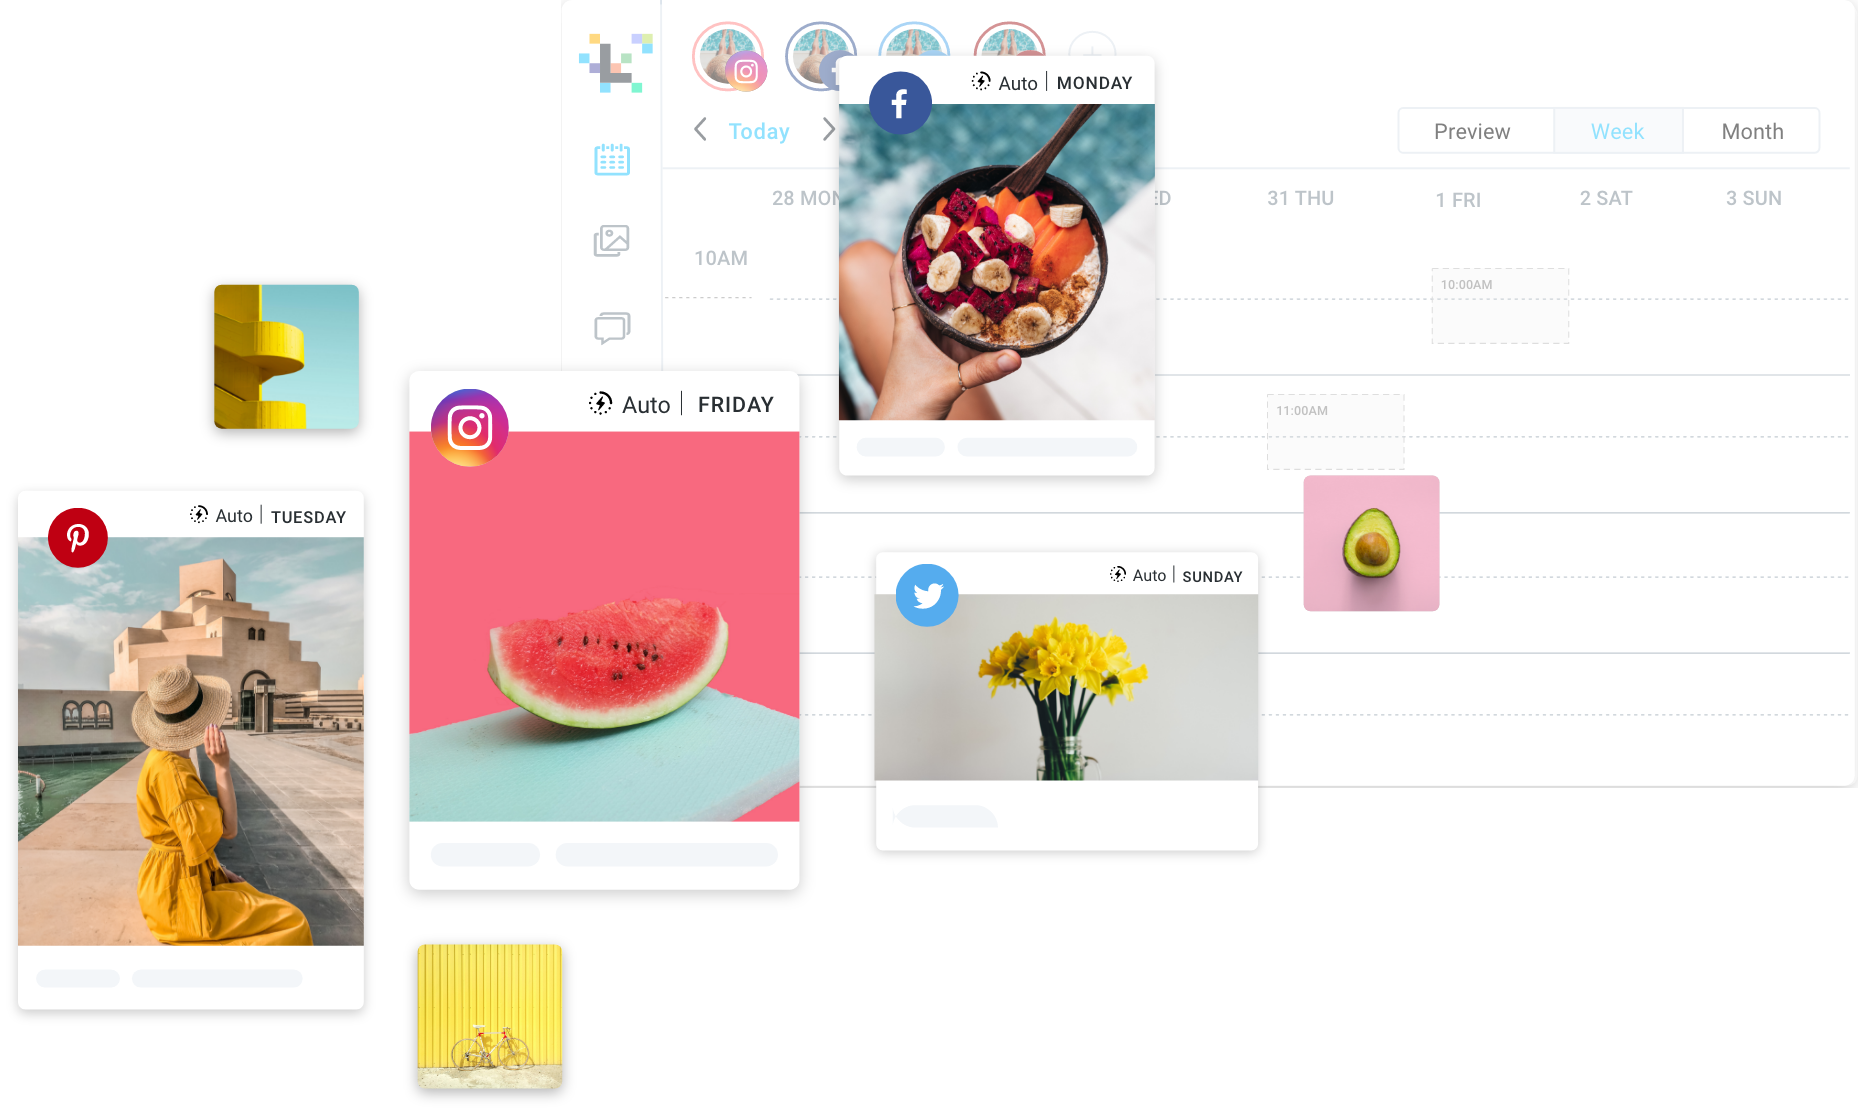 Auto | MONDAY
Today
Preview
Week
Month
28 MON
31 THU
1 FRI
2 SAT
3 SUN
10AM
10:00AM
Auto | FRIDAY
11:00AM
Auto | TUESDAY
Auto | SUNDAY